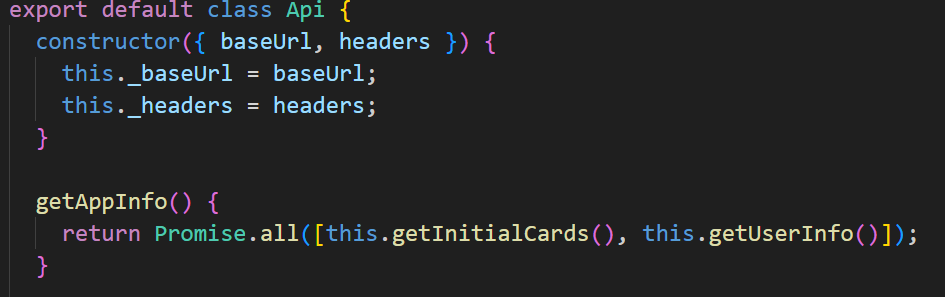 export default class Api {
  constructor({ baseUrl, headers }) {
    this._baseUrl = baseUrl;
    this._headers = headers;
  }

  getAppInfo() {
    return Promise.all([this.getInitialCards(), this.getUserInfo()]);
  }